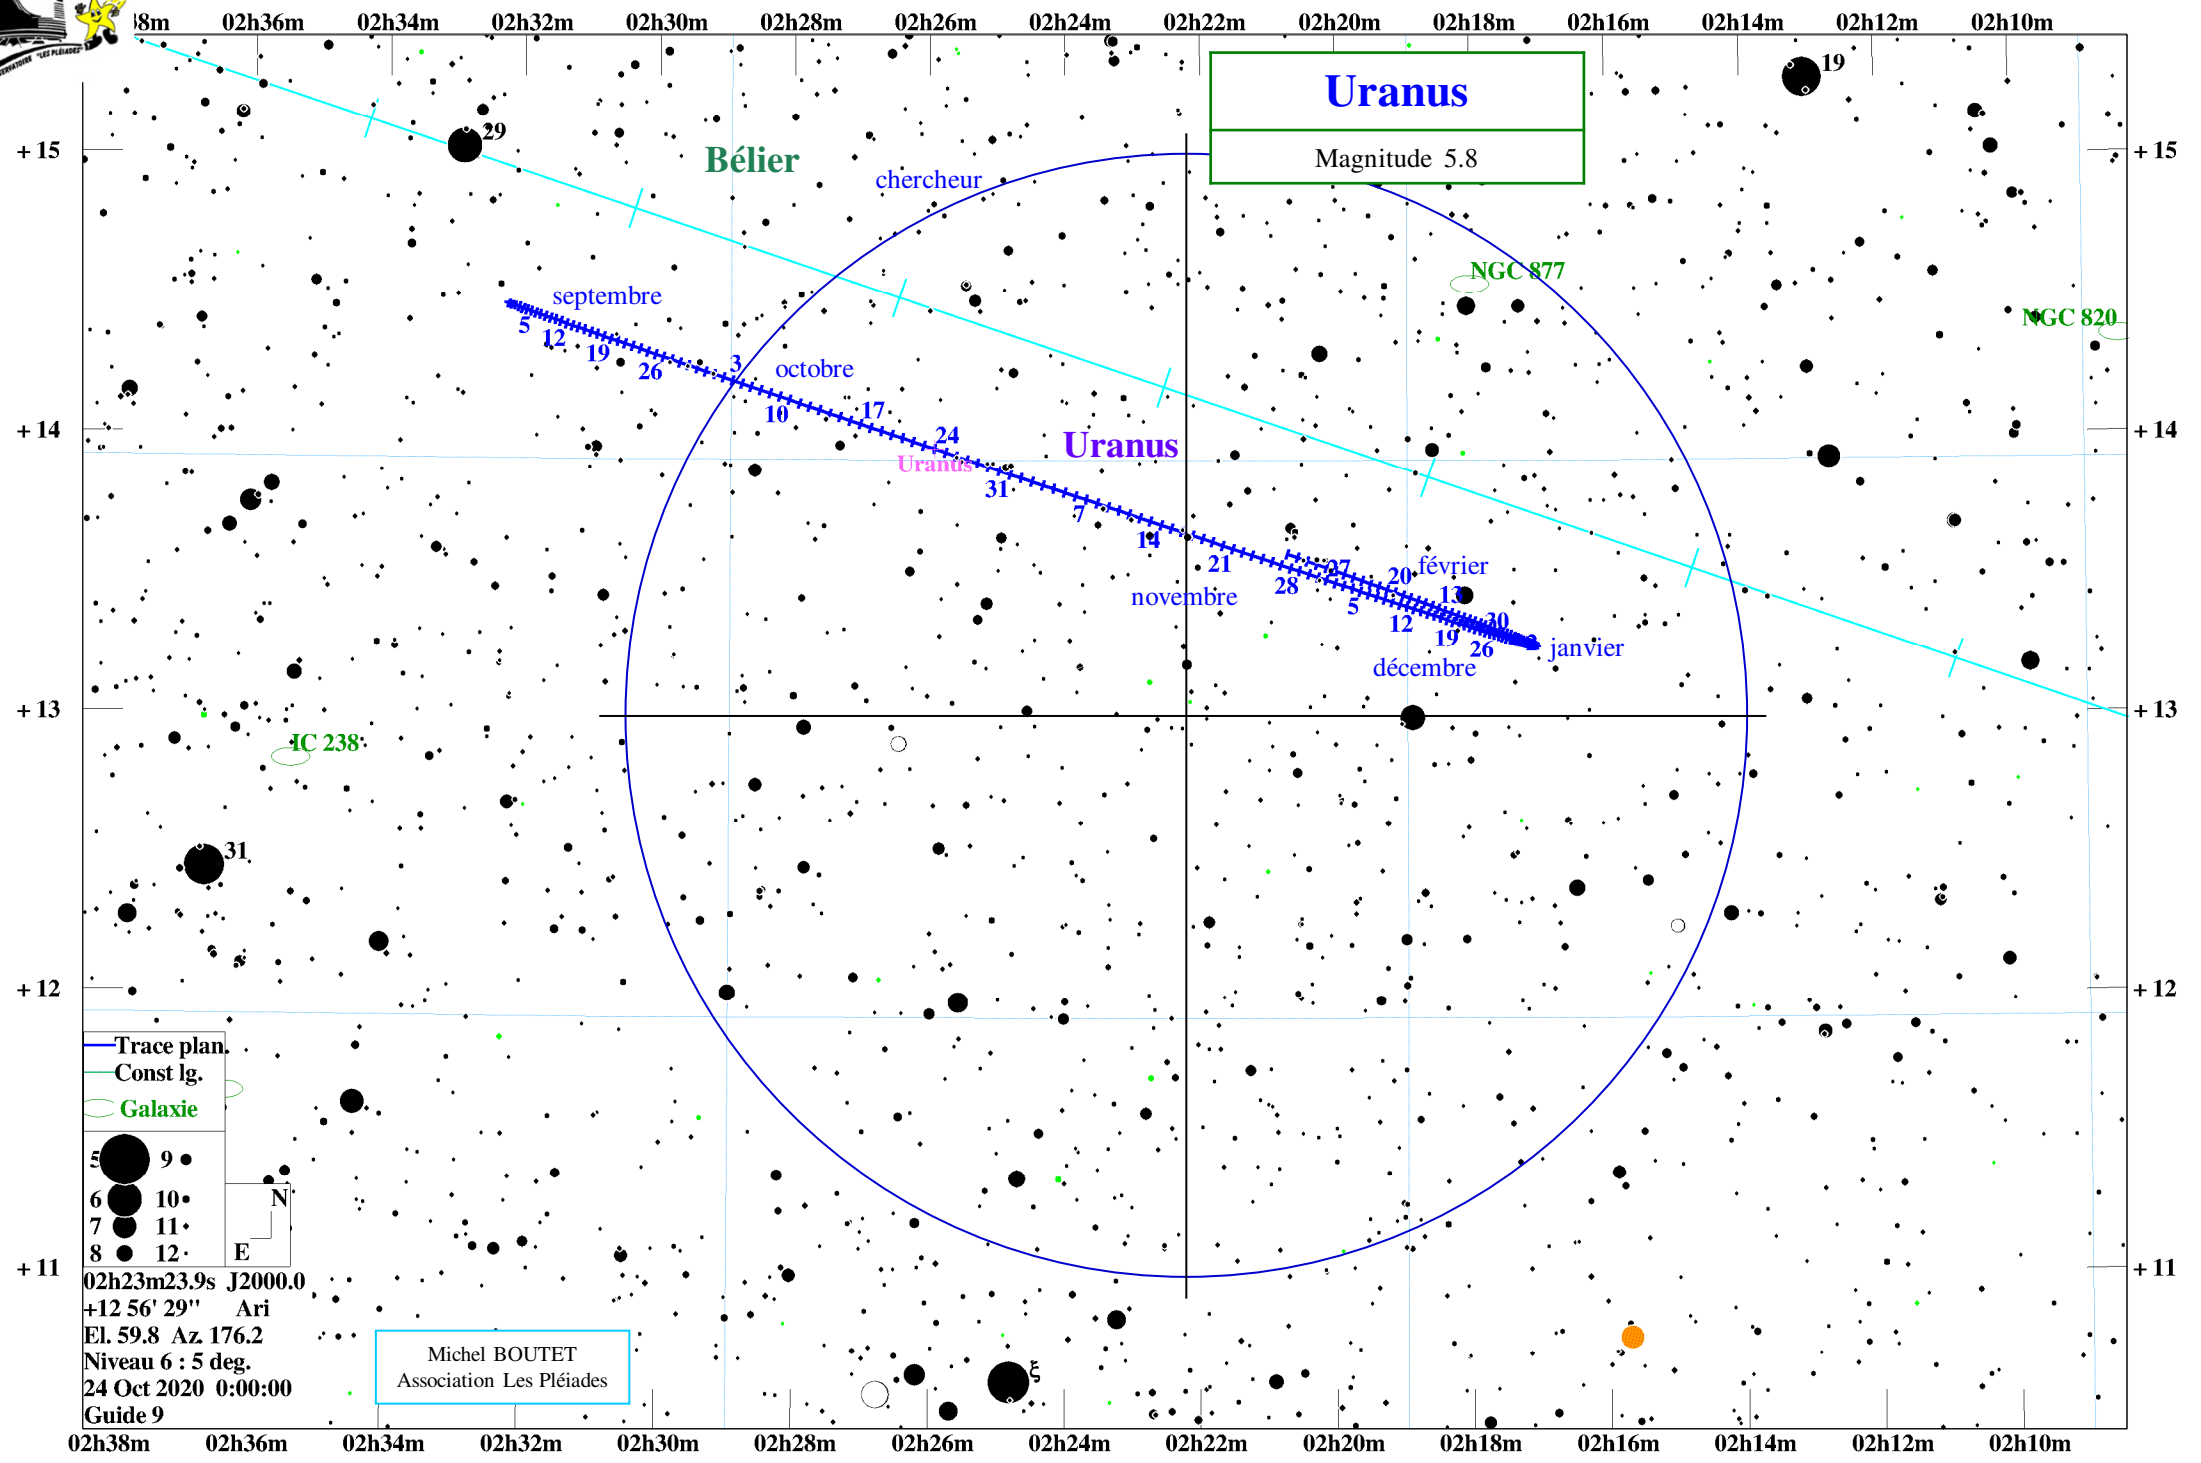 38m 02h36m 02h34m 02h32m 02h30m 02h28m 02h26m 02h24m 02h22m 02h20m 02h18m 02h16m 02h14m 02h12m 02h10m
"LES PLÉIADES"
Uranus
Magnitude 5.8
19
29
+15
Bélier
+15
chercheur
septembre
NGC 877
NGC 820
5
12
19
26
3
octobre
10
17
24
Uranus
Uranus
+14
+14
31
7
14
21
28
novembre
27
20
février
13
30
5
12
19
26
2
janvier
décembre
+13
+13
IC 238
31
+12
+12
Trace plan.
Const lg.
Galaxie
5 9
6 10
7 11
8 12
N
E
+11
+11
02h23m23.9s J2000.0
+12 56' 29" Ari
El. 59.8 Az. 176.2
Niveau 6 : 5 deg.
24 Oct 2020 0:00:00
Guide 9
Michel BOUTET
Association Les Pléiades
ξ
02h38m 02h36m 02h34m 02h32m 02h30m 02h28m 02h26m 02h24m 02h22m 02h20m 02h18m 02h16m 02h14m 02h12m 02h10m